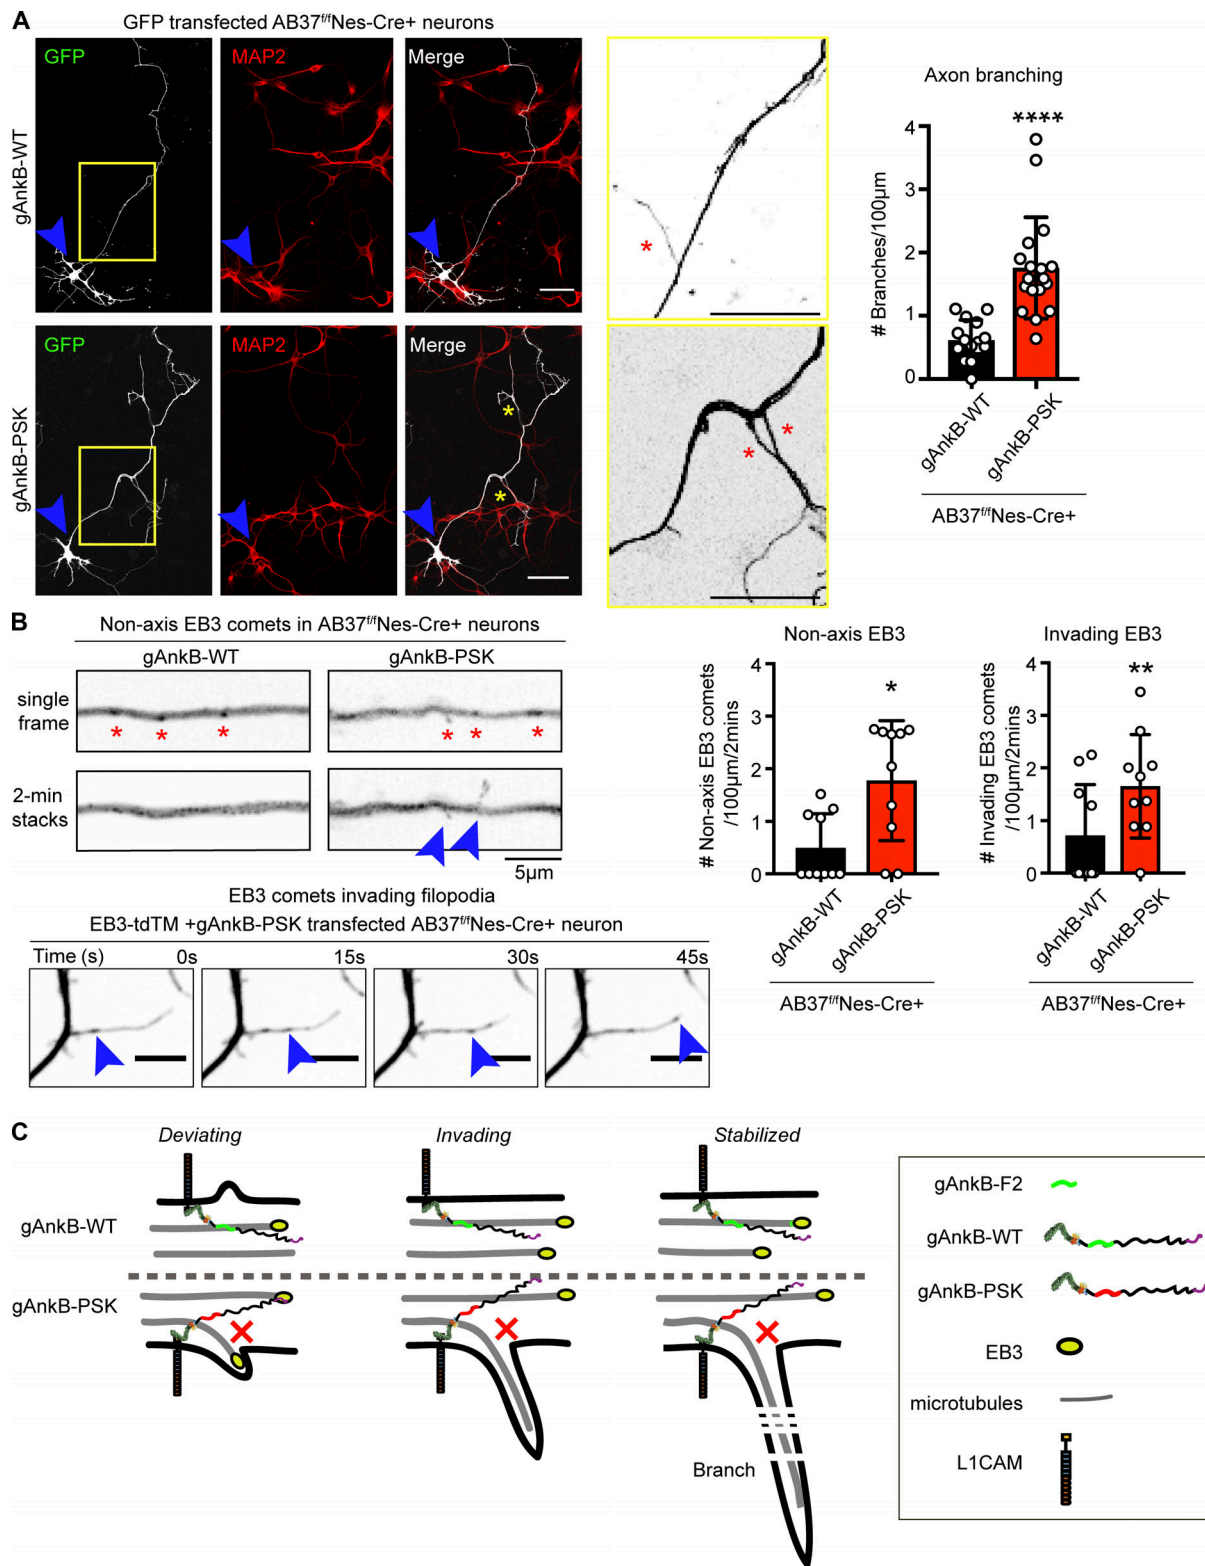 A
GFP transfected AB37f/fNes-Cre+ neurons
GFP
MAP2
Merge
gAnkB-WT
*
GFP
MAP2
Merge
gAnkB-PSK
*
*
*
*
Axon branching
****
# Branches/100µm
4
3
2
1
0
gAnkB-WT
gAnkB-PSK
AB37f/fNes-Cre+
B
Non-axis EB3 comets in AB37f/fNes-Cre+ neurons
gAnkB-WT
gAnkB-PSK
single
frame
* * *
* * *
2-min
stacks
5µm
EB3 comets invading filopodia
EB3-tdTM +gAnkB-PSK transfected AB37f/fNes-Cre+ neuron
Time (s) 0s 15s 30s 45s
Non-axis EB3
*
# Non-axis EB3 comets
/100µm/2mins
4
3
2
1
0
gAnkB-WT
gAnkB-PSK
AB37f/fNes-Cre+
Invading EB3
**
# Invading EB3 comets
/100µm/2mins
4
3
2
1
0
gAnkB-WT
gAnkB-PSK
AB37f/fNes-Cre+
C
Deviating
Invading
Stabilized
gAnkB-WT
gAnkB-PSK
Branch
gAnkB-F2
gAnkB-WT
gAnkB-PSK
EB3
microtubules
L1CAM